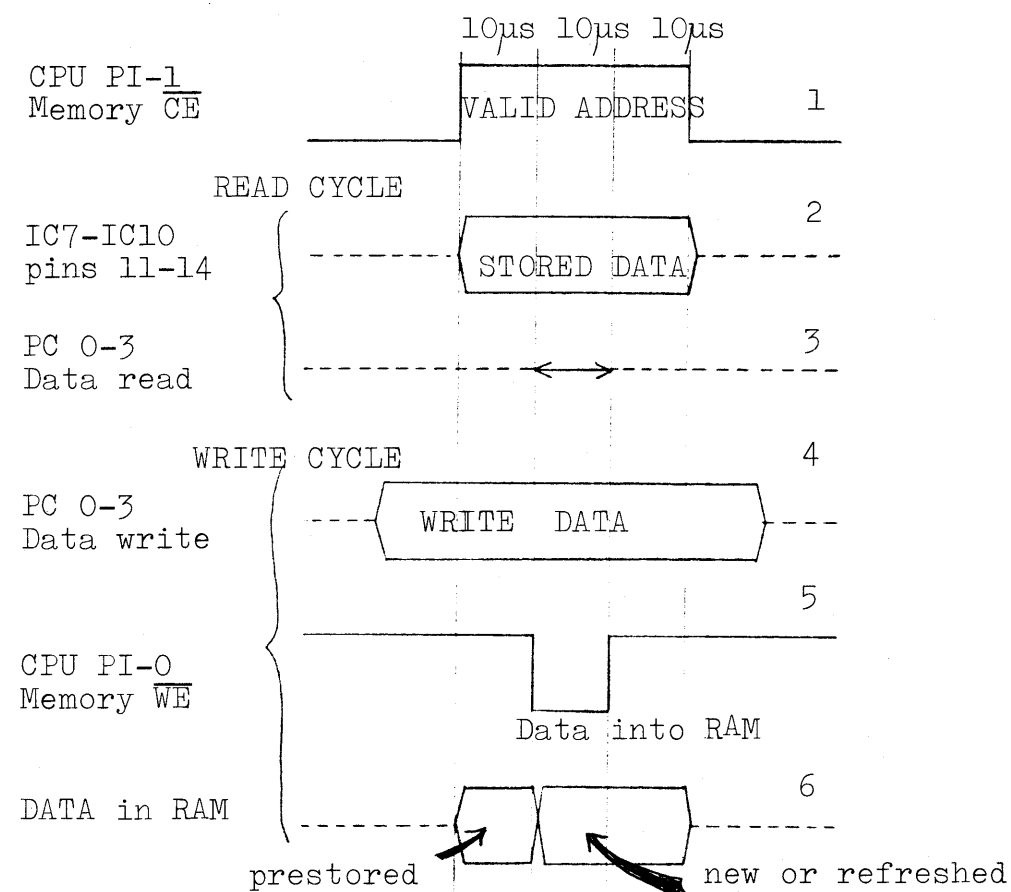 10µs 10µs 10µs
CPU PI-1
Memory CE
VALID ADDRESS
1
READ CYCLE
2
IC7-IC10
pins 11-14
STORED DATA
3
PC 0-3
Data read
WRITE CYCLE
4
PC 0-3
Data write
WRITE DATA
5
CPU PI-0
Memory WE
Data into RAM
6
DATA in RAM
prestored
new or refreshed